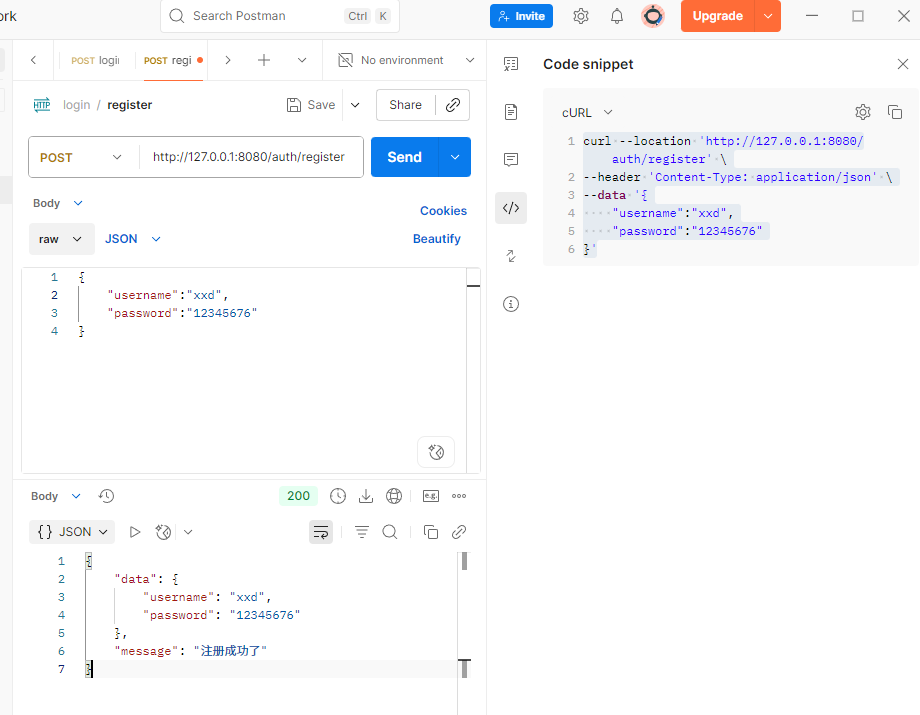 ork
Search Postman
Ctrl K
Invite
Upgrade
POST login
POST regi
No environment
Code snippet
HTTP login / register
Save
Share
cURL
POST
http://127.0.0.1:8080/auth/register
Send
1 curl --location 'http://127.0.0.1:8080/
auth/register' \
2 --header 'Content-Type: application/json' \
3 --data '{
4 "username":"xxd",
5 "password":"12345676"
6 }'
Body
Cookies
raw
JSON
Beautify
1 {
2 "username":"xxd",
3 "password":"12345676"
4 }
Body
200
e.g.
{} JSON
1 {
2 "data": {
3 "username": "xxd",
4 "password": "12345676"
5 },
6 "message": "注册成功了"
7 }